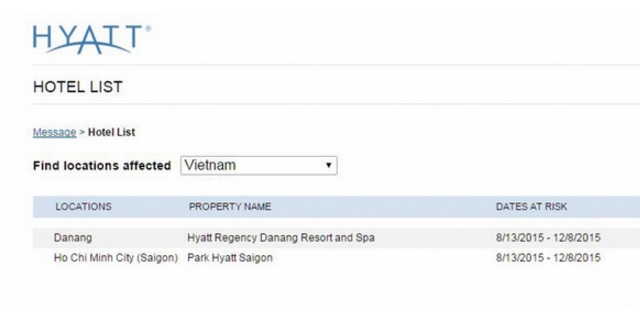 HYATT
HOTEL LIST
Message > Hotel List
Find locations affected Vietnam
LOCATIONS PROPERTY NAME DATES AT RISK
Danang Hyatt Regency Danang Resort and Spa 8/13/2015 - 12/8/2015
Ho Chi Minh City (Saigon) Park Hyatt Saigon 8/13/2015 - 12/8/2015